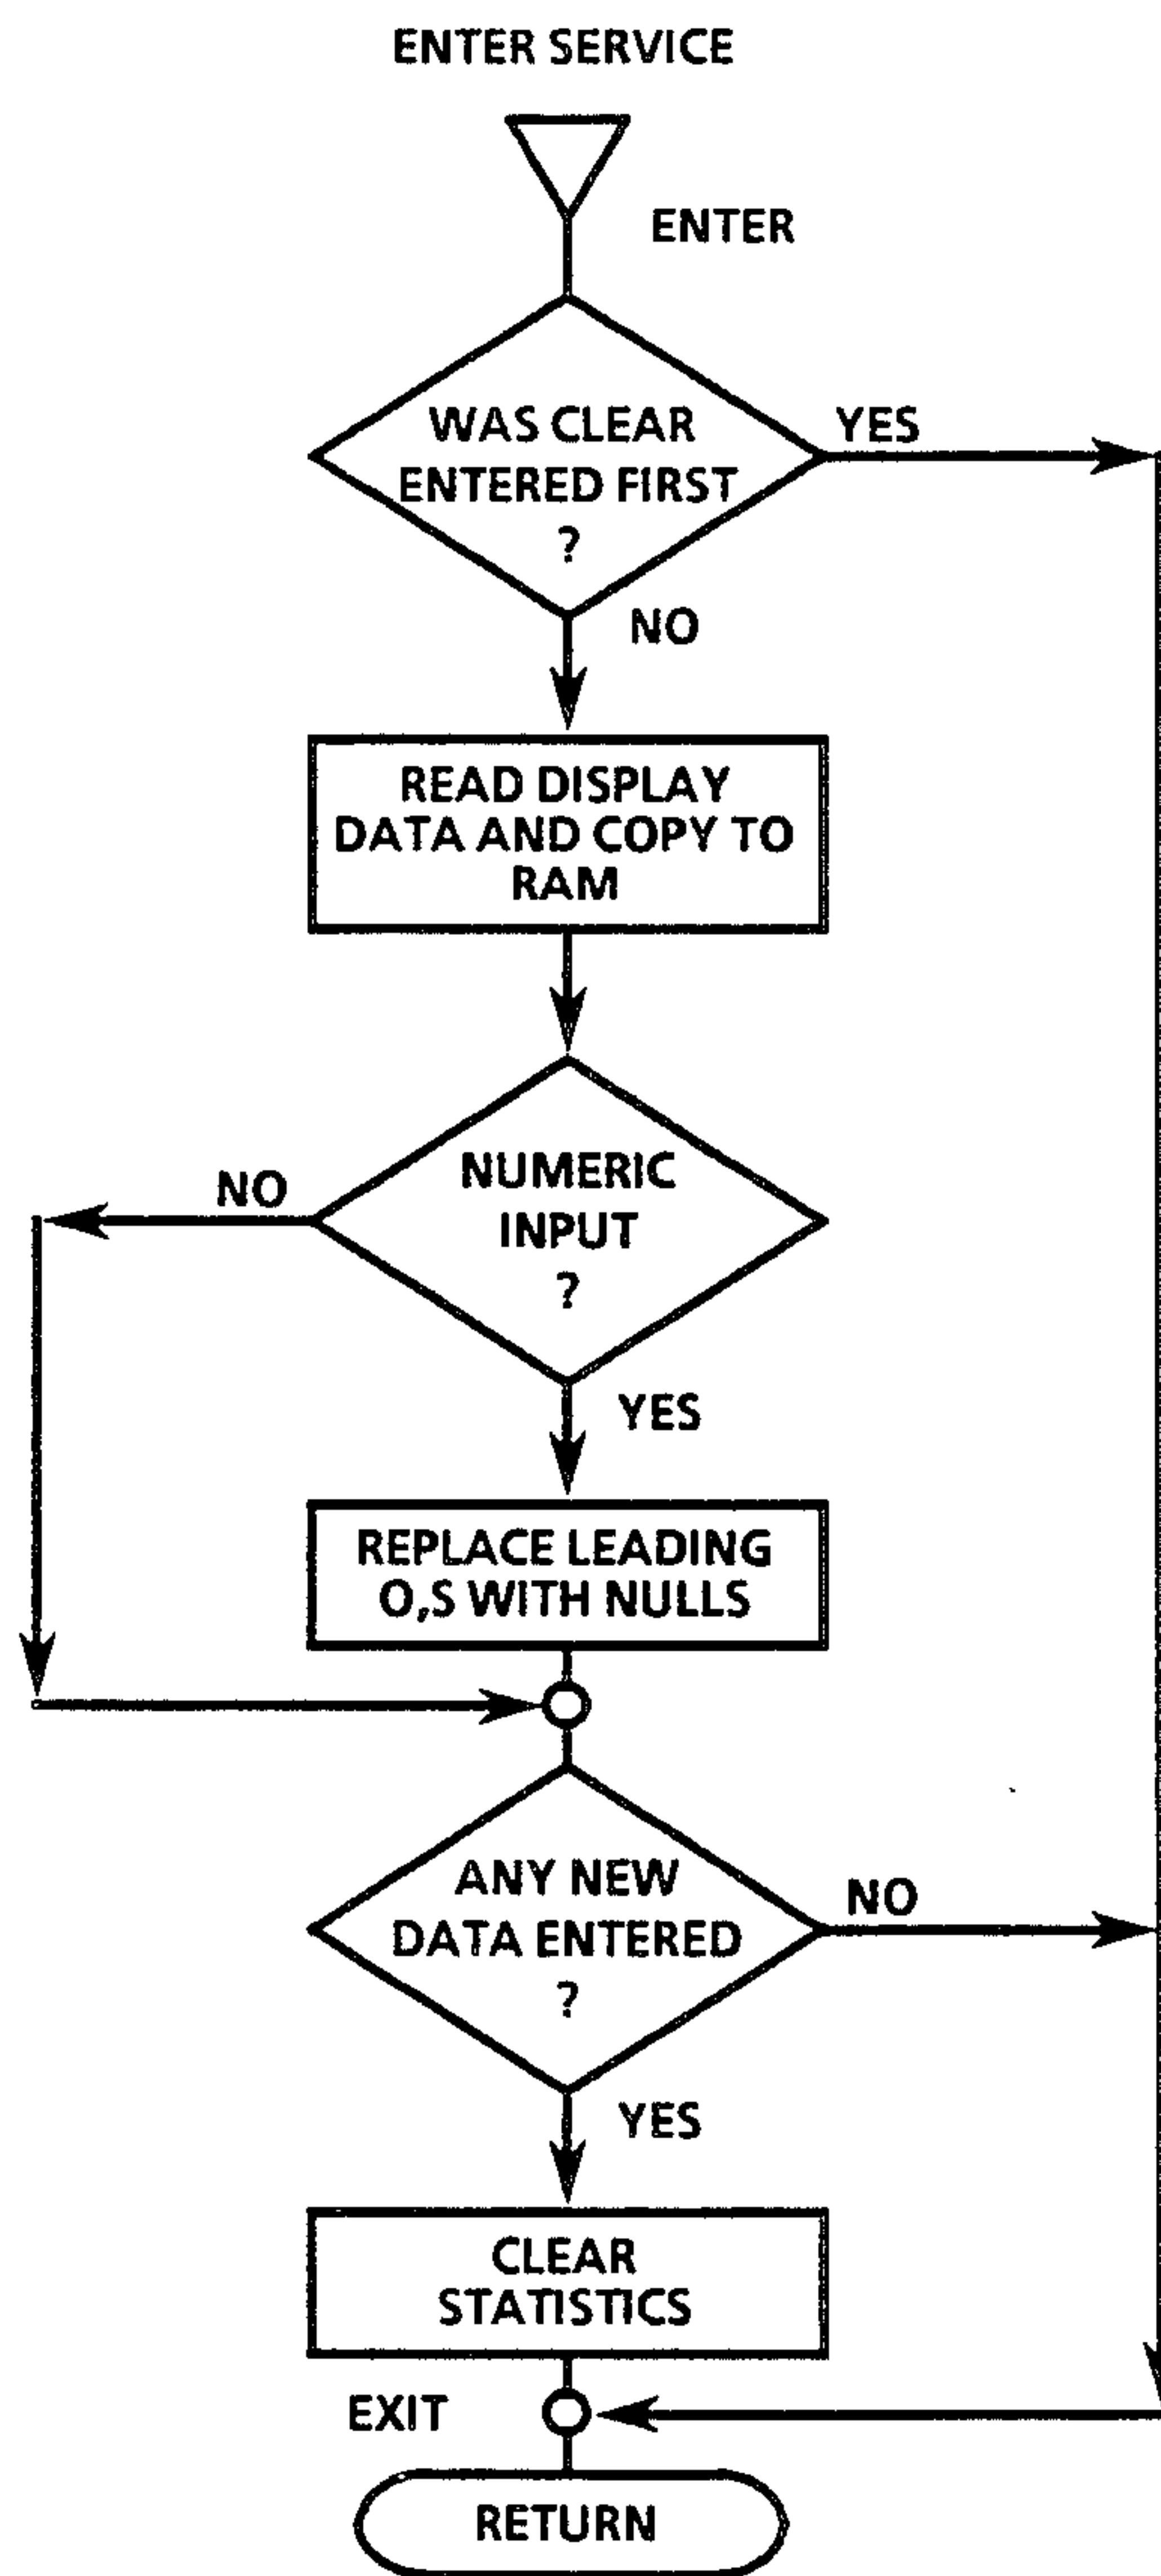 ENTER SERVICE
ENTER
WAS CLEAR
ENTERED FIRST
?
YES
NO
READ DISPLAY
DATA AND COPY TO
RAM
NUMERIC
INPUT
?
NO
YES
REPLACE LEADING
O,S WITH NULLS
ANY NEW
DATA ENTERED
?
NO
YES
CLEAR
STATISTICS
EXIT
RETURN